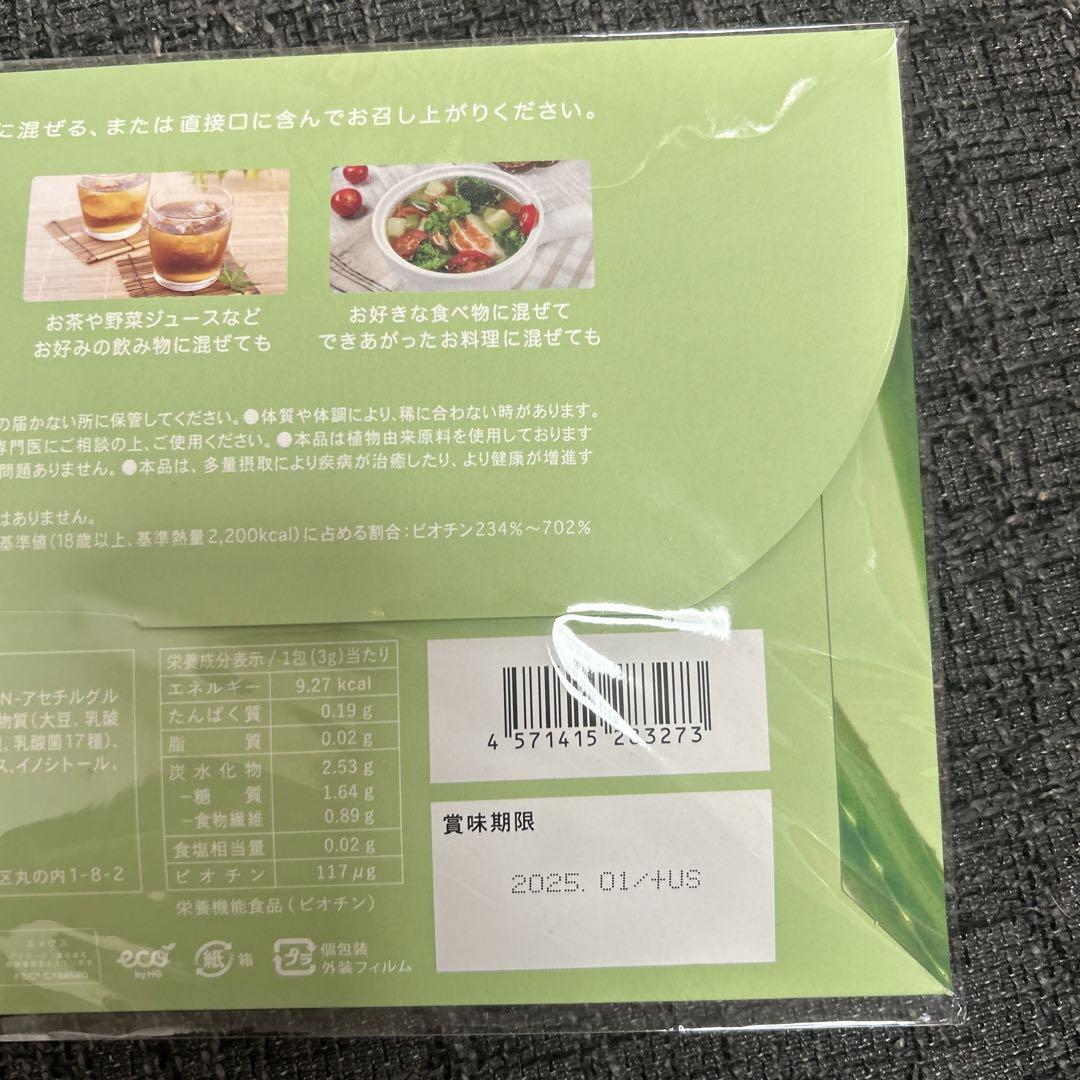 に混ぜる、または直接口に含んでお召し上がりください。
お茶や野菜ジュースなど
お好みの飲み物に混ぜても
お好きな食べ物に混ぜて
できあがったお料理に混ぜても
の届かない所に保管してください。●体質や体調により、稀に合わない時があります。
専門医にご相談の上、ご使用ください。●本品は植物由来原料を使用しております
問題ありません。●本品は、多量摂取により疾病が治癒したり、より健康が増進す
はありません。
基準値(18歳以上、基準熱量2,200kcal)に占める割合:ビオチン234%~702%
N-アセチルグル
物質(大豆、乳酸
乳酸菌17種)、
ス、イノシトール、
区丸の内1-8-2
栄養成分表示/1包(3g)当たり
エネルギー 9.27 kcal
たんぱく質 0.19 g
脂質 0.02 g
炭水化物 2.53 g
-糖質 1.64 g
-食物繊維 0.89 g
食塩相当量 0.02 g
ビオチン 117μg
栄養機能食品(ビオチン)
4 571415 283273
賞味期限
2025. 01/+US
ミックス
eco
by HG
紙 箱
プラ
個包装
外装フィルム